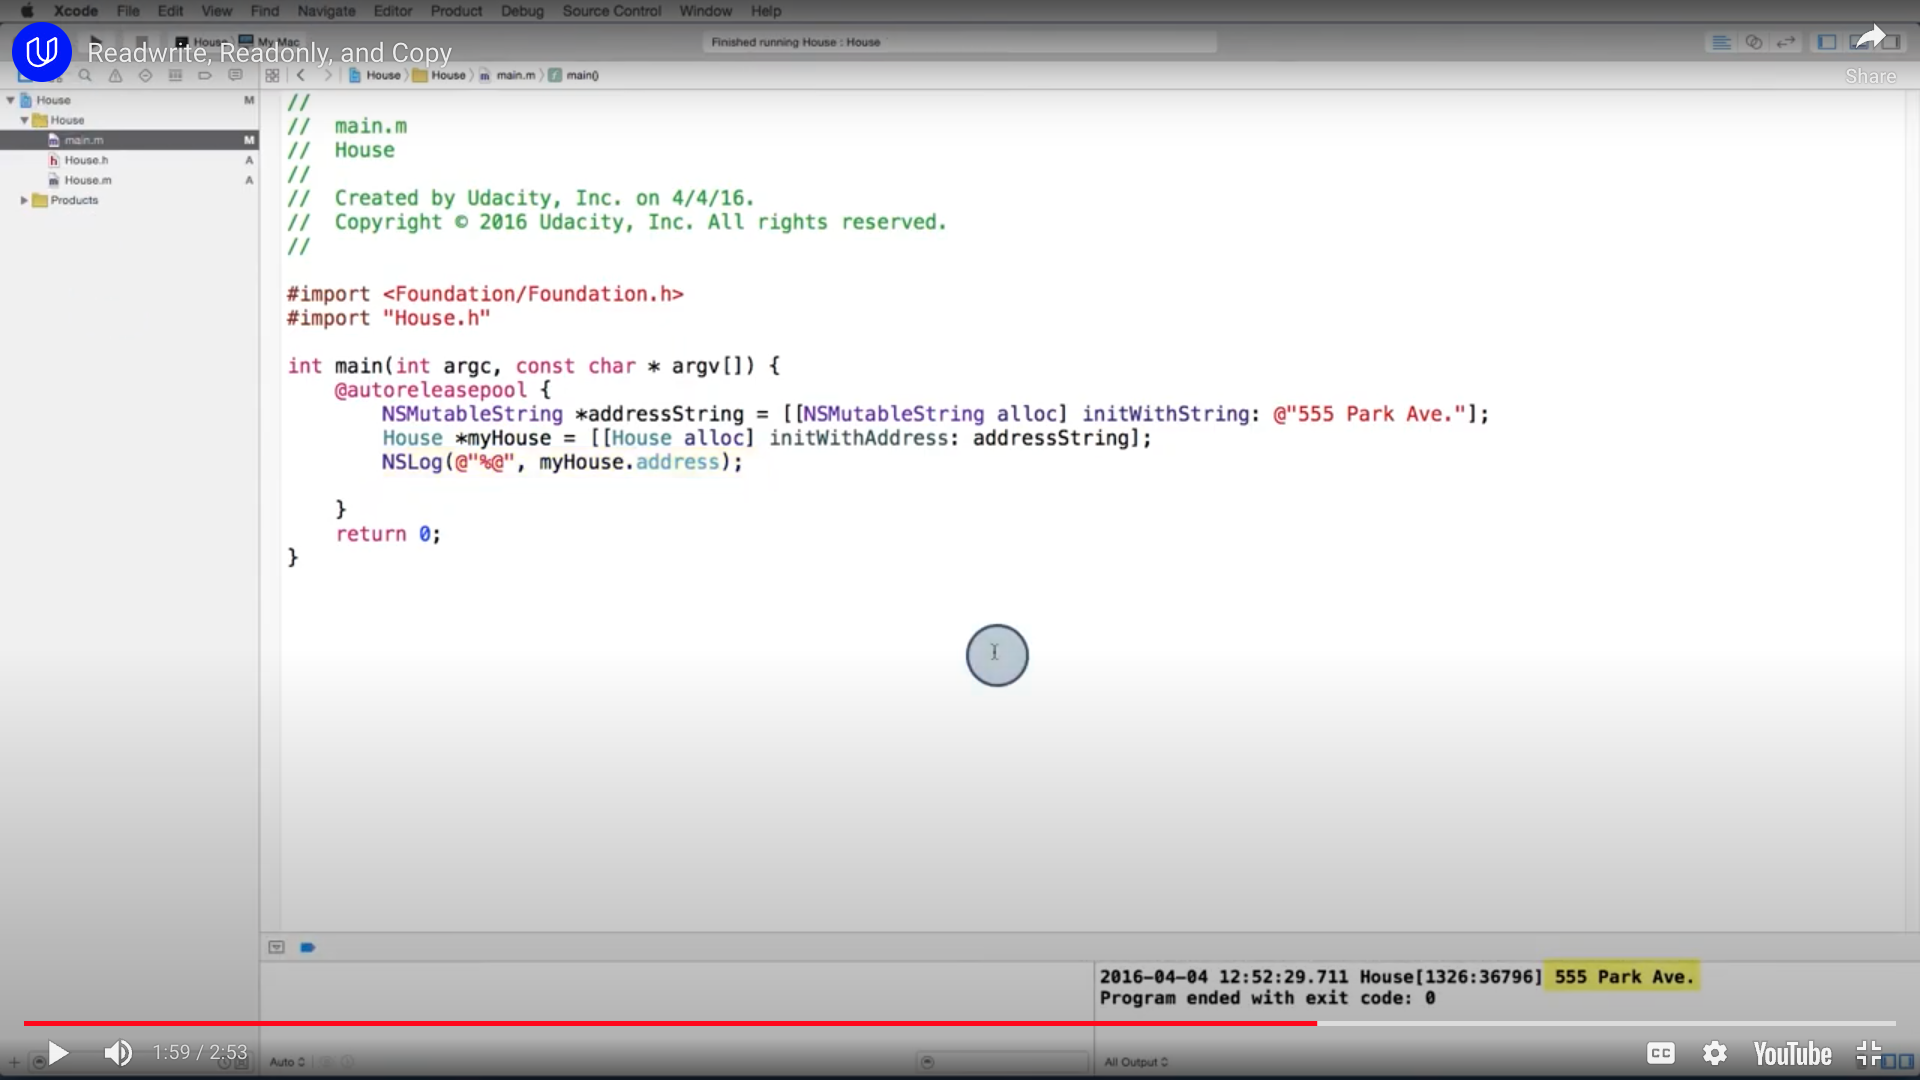 Xcode File Edit View Find Navigate Editor Product Debug Source Control Window Help
House My Mac
Finished running House : House
Readwrite, Readonly, and Copy
Share
House House main.m main()
House M
House
main.m M
House.h A
House.m A
Products
//
// main.m
// House
//
// Created by Udacity, Inc. on 4/4/16.
// Copyright © 2016 Udacity, Inc. All rights reserved.
//
#import <Foundation/Foundation.h>
#import "House.h"
int main(int argc, const char * argv[]) {
@autoreleasepool {
NSMutableString *addressString = [[NSMutableString alloc] initWithString: @"555 Park Ave."];
House *myHouse = [[House alloc] initWithAddress: addressString];
NSLog(@"%@", myHouse.address);
}
return 0;
}
2016-04-04 12:52:29.711 House[1326:36796] 555 Park Ave.
Program ended with exit code: 0
1:59 / 2:53
Auto
All Output
CC
YouTube